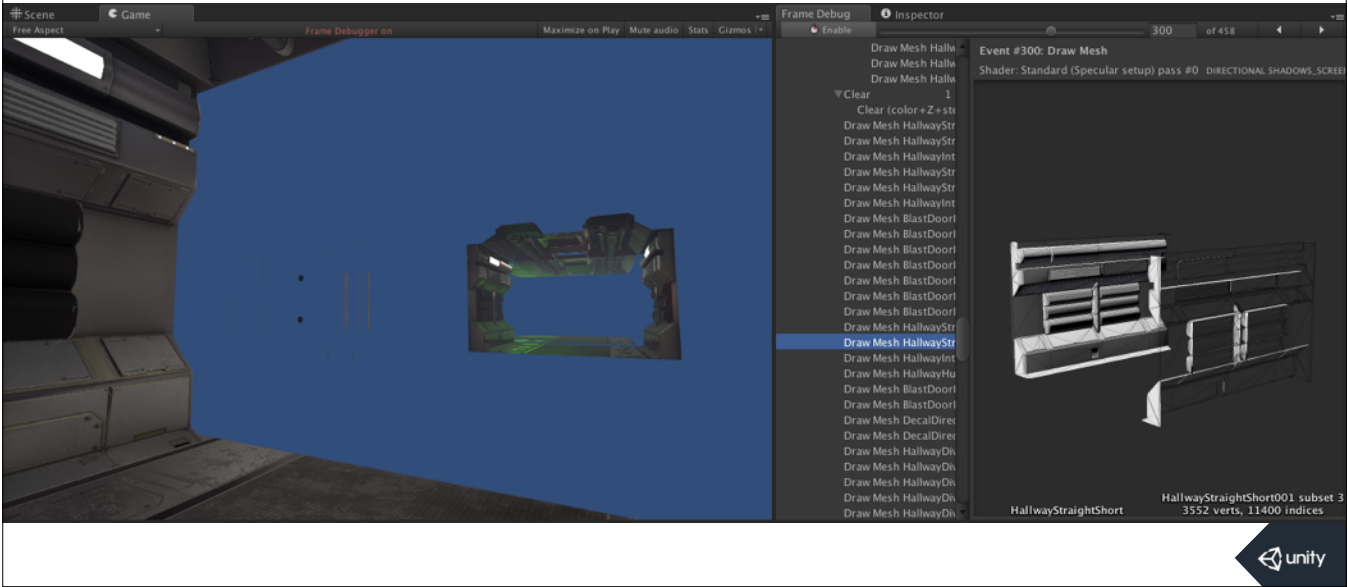 Scene
Game
Free Aspect
Frame Debugger on
Maximize on Play Mute audio Stats Gizmos
Frame Debug
Inspector
Enable
300 of 458
Draw Mesh Hallw
Draw Mesh Hallw
Draw Mesh Hallw
Clear 1
Clear (color+Z+ste
Draw Mesh HallwayStr
Draw Mesh HallwayStr
Draw Mesh HallwayInt
Draw Mesh HallwayStr
Draw Mesh HallwayStr
Draw Mesh HallwayInt
Draw Mesh BlastDoorl
Draw Mesh BlastDoorl
Draw Mesh BlastDoorl
Draw Mesh BlastDoorl
Draw Mesh BlastDoorl
Draw Mesh BlastDoorl
Draw Mesh BlastDoorl
Draw Mesh HallwayStr
Draw Mesh HallwayStr
Draw Mesh HallwayInt
Draw Mesh HallwayHu
Draw Mesh BlastDoorl
Draw Mesh BlastDoorl
Draw Mesh DecalDirec
Draw Mesh DecalDirec
Draw Mesh HallwayDiv
Draw Mesh HallwayDiv
Draw Mesh HallwayDiv
Draw Mesh HallwayDiv
Draw Mesh HallwayDiv
Event #300: Draw Mesh
Shader: Standard (Specular setup) pass #0 DIRECTIONAL SHADOWS_SCREE
HallwayStraightShort
HallwayStraightShort001 subset 3
3552 verts, 11400 indices
unity